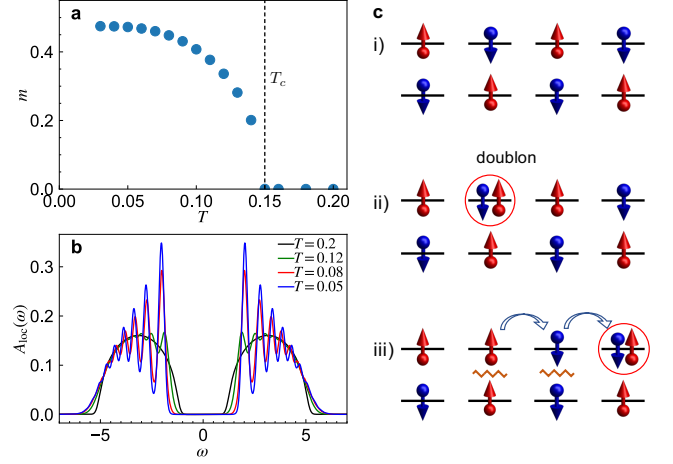 a
0.4
0.2
0.0
m
T_c
0.00 0.05 0.10 0.15 0.20
T
b
T = 0.2
T = 0.12
T = 0.08
T = 0.05
0.3
0.2
0.1
0.0
A_loc(ω)
−5 0 5
ω
c
i)
doublon
ii)
iii)